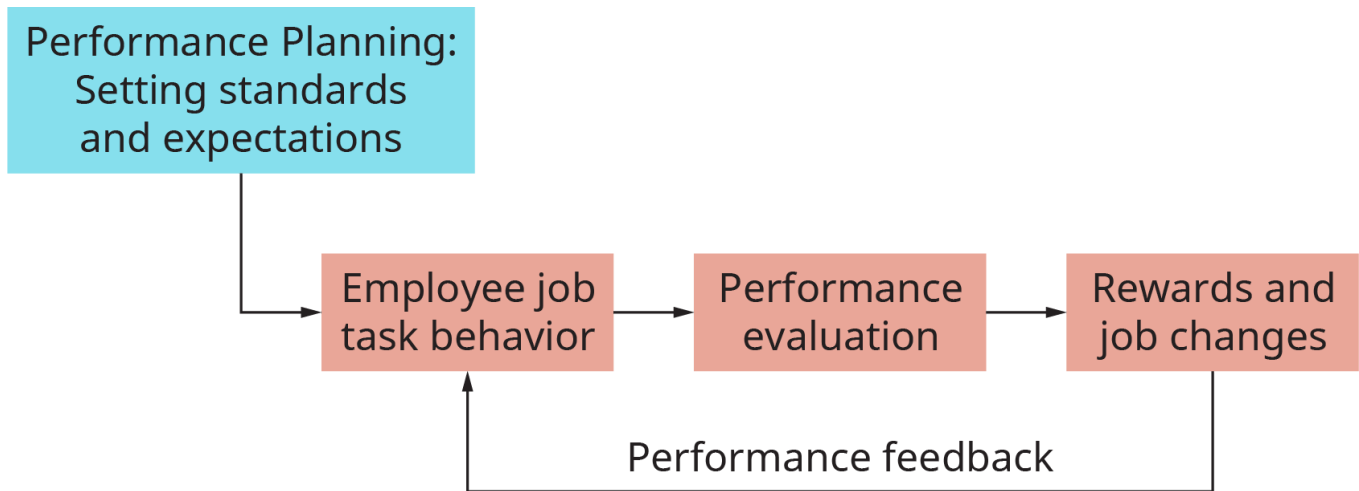 Performance Planning:
Setting standards
and expectations
Employee job
task behavior
Performance
evaluation
Rewards and
job changes
Performance feedback